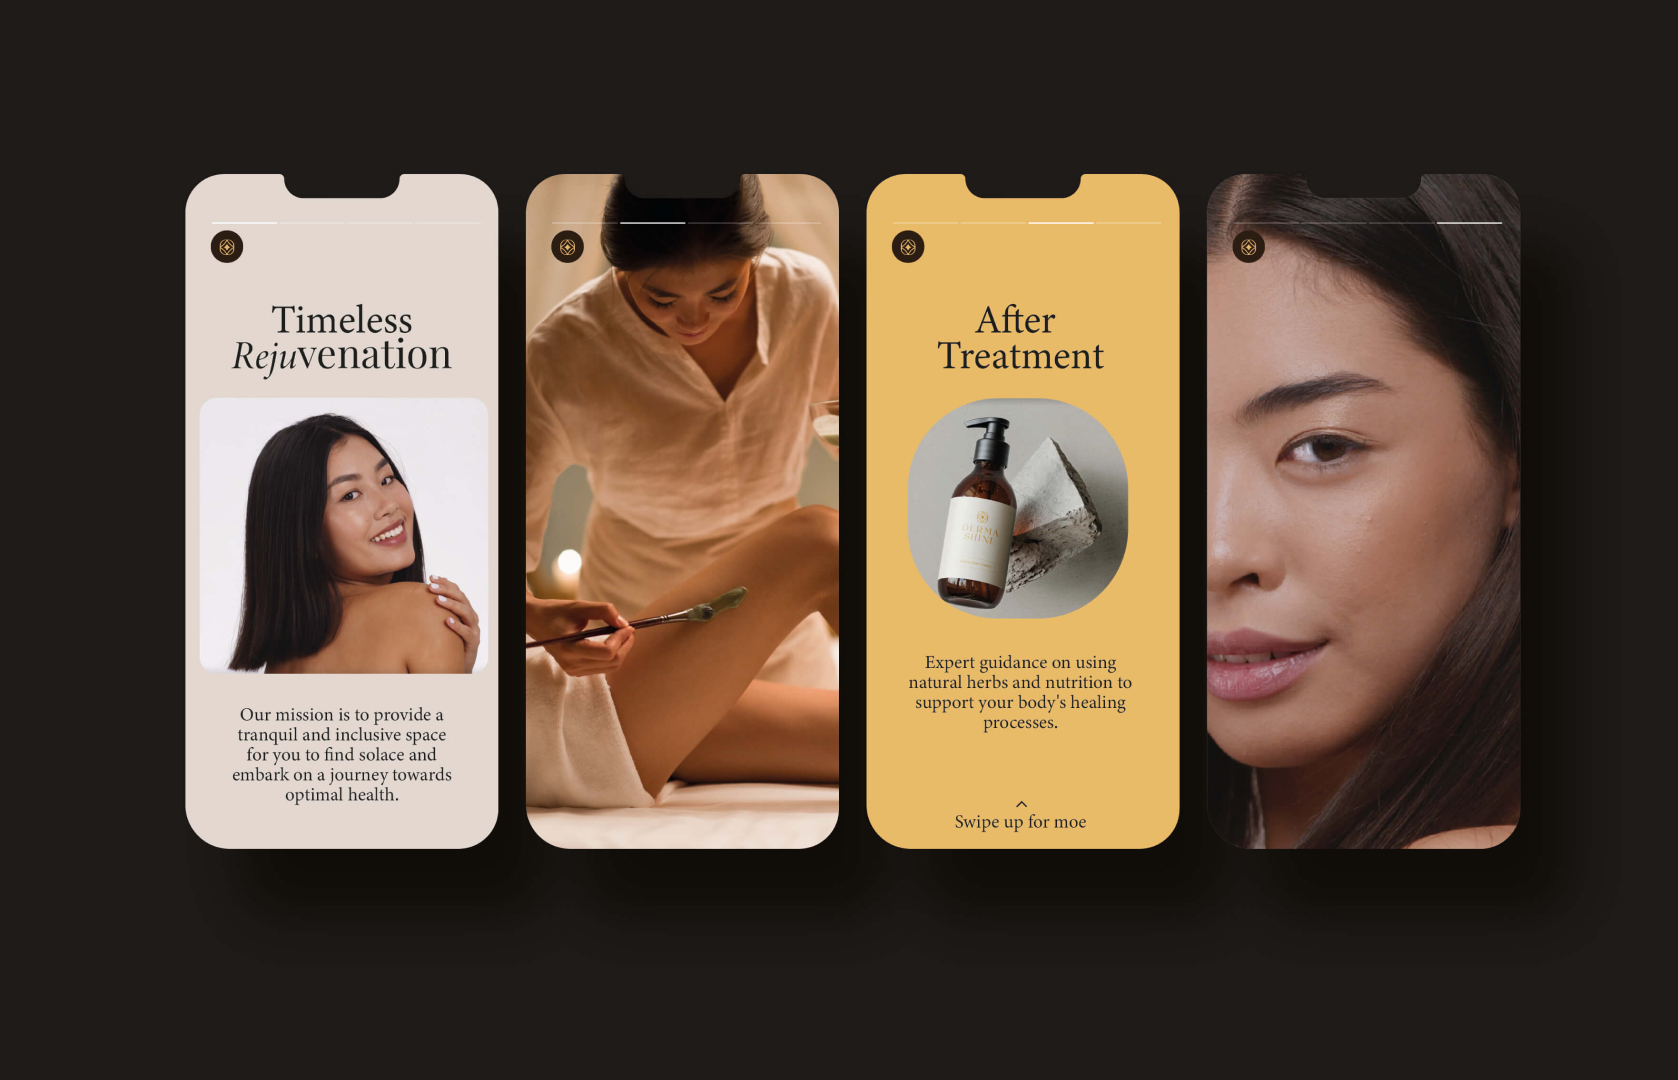 Timeless
Rejuvenation
Our mission is to provide a
tranquil and inclusive space
for you to find solace and
embark on a journey towards
optimal health.
After
Treatment
DERMA
SHINE
Expert guidance on using
natural herbs and nutrition to
support your body's healing
processes.
Swipe up for moe